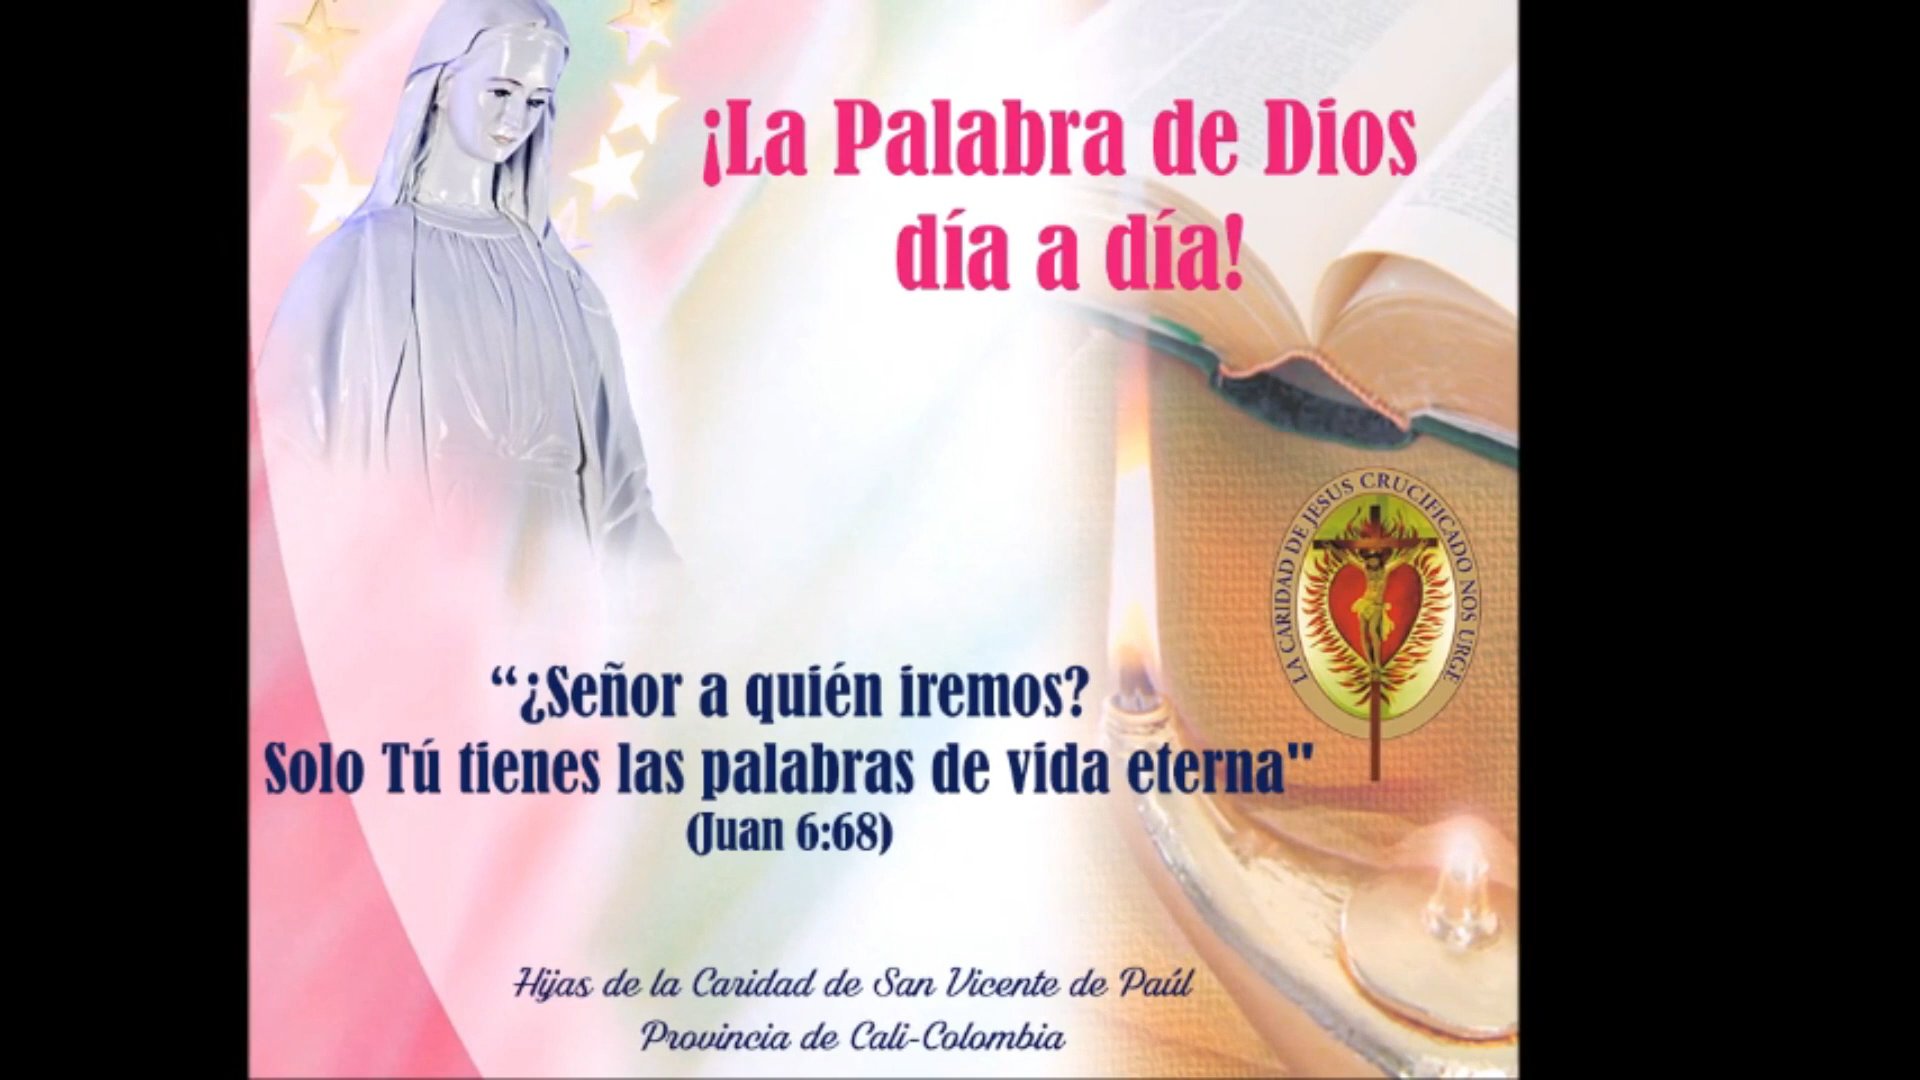 ¡La Palabra de Dios
día a día!
LA CARIDAD DE JESUS CRUCIFICADO NOS URGE
“¿Señor a quién iremos?
Solo Tú tienes las palabras de vida eterna"
(Juan 6:68)
Hijas de la Caridad de San Vicente de Paúl
Provincia de Cali-Colombia